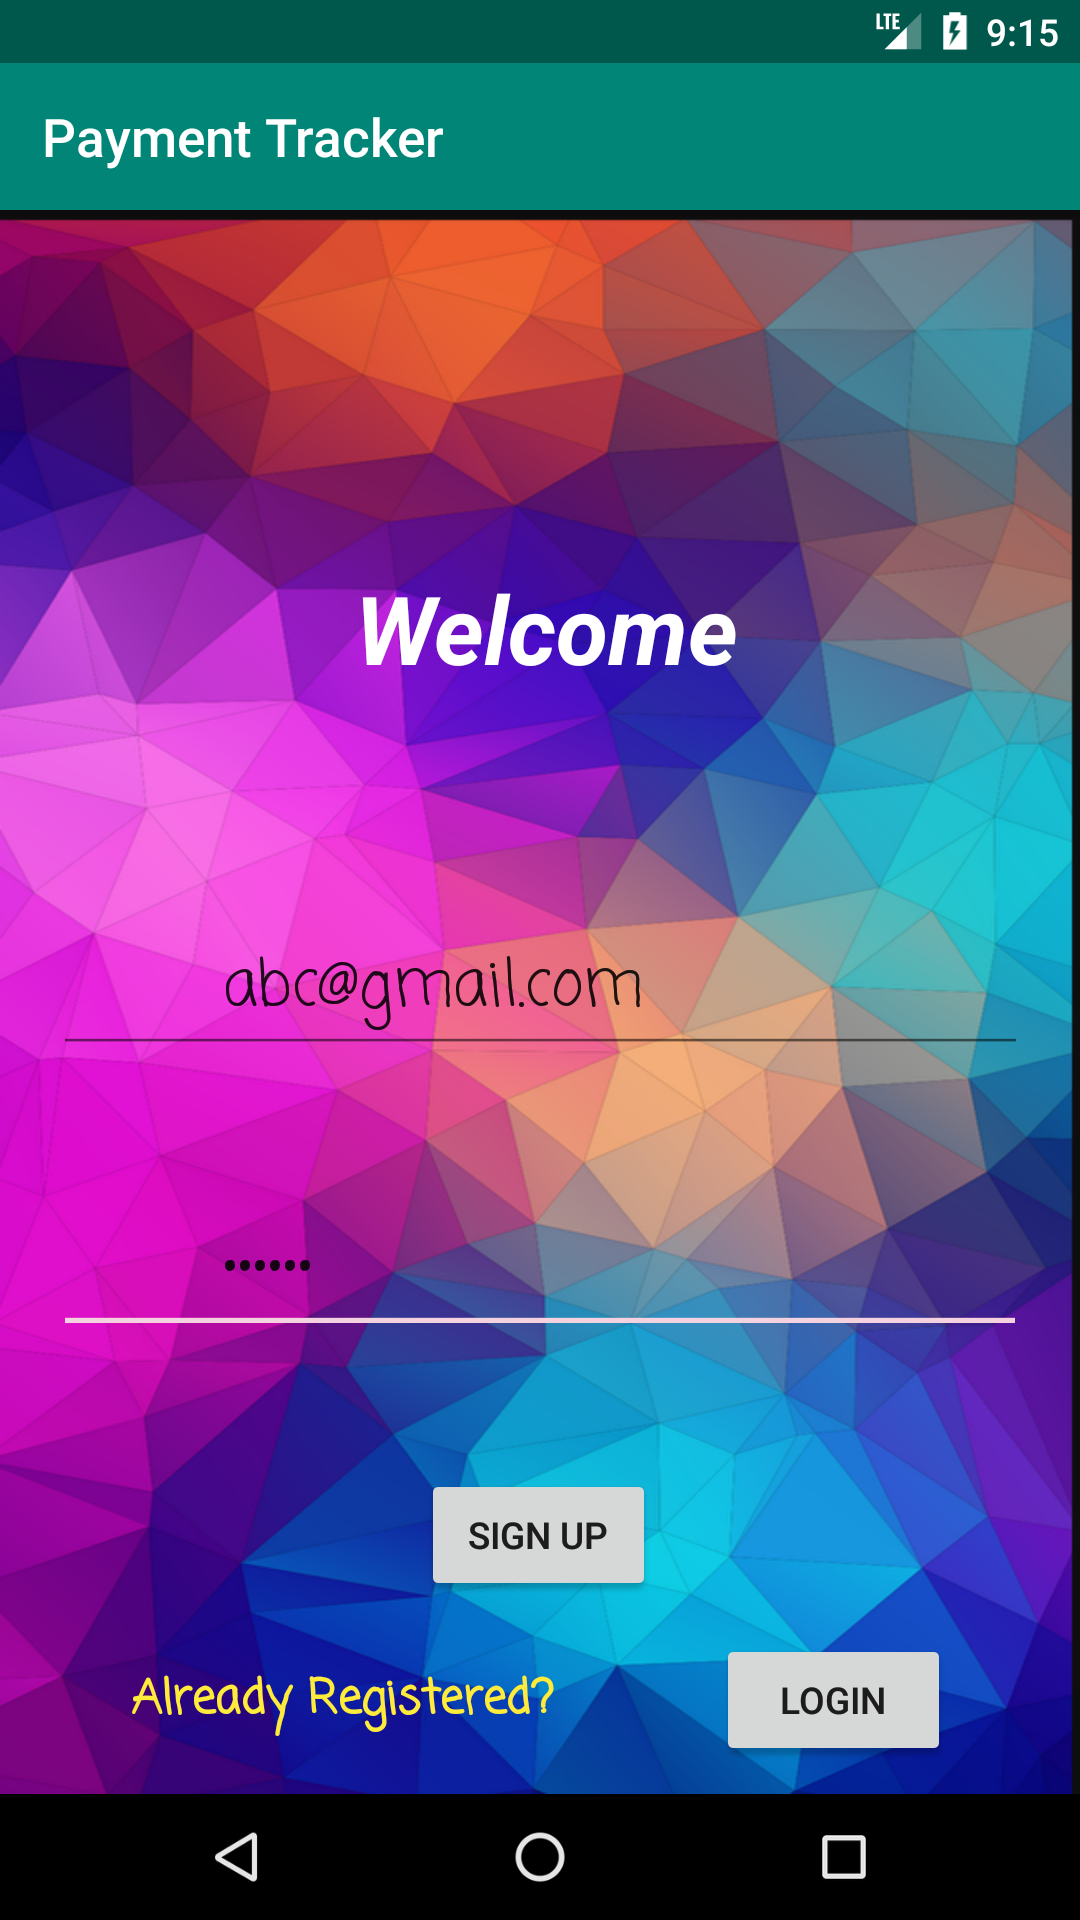 LTE 9:15
Payment Tracker
Welcome
abc@gmail.com
••••••
SIGN UP
Already Registered?
LOGIN